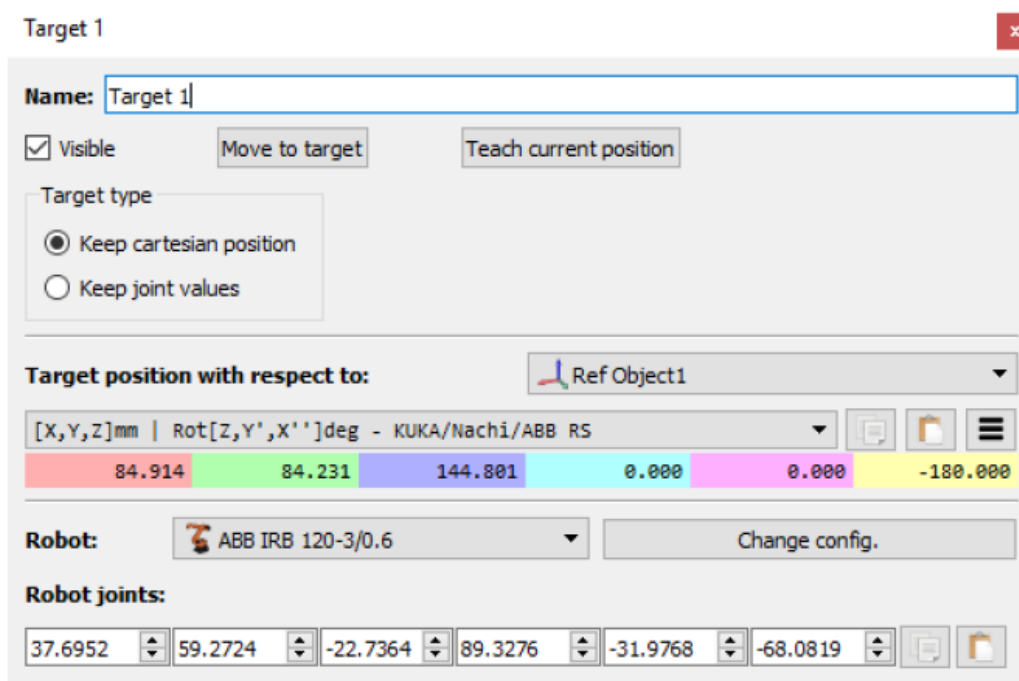 Target 1
Name: Target 1
Visible Move to target Teach current position
Target type
Keep cartesian position
Keep joint values
Target position with respect to: Ref Object1
[X,Y,Z]mm | Rot[Z,Y',X'']deg - KUKA/Nachi/ABB RS
84.914 84.231 144.801 0.000 0.000 -180.000
Robot: ABB IRB 120-3/0.6 Change config.
Robot joints:
37.6952 59.2724 -22.7364 89.3276 -31.9768 -68.0819